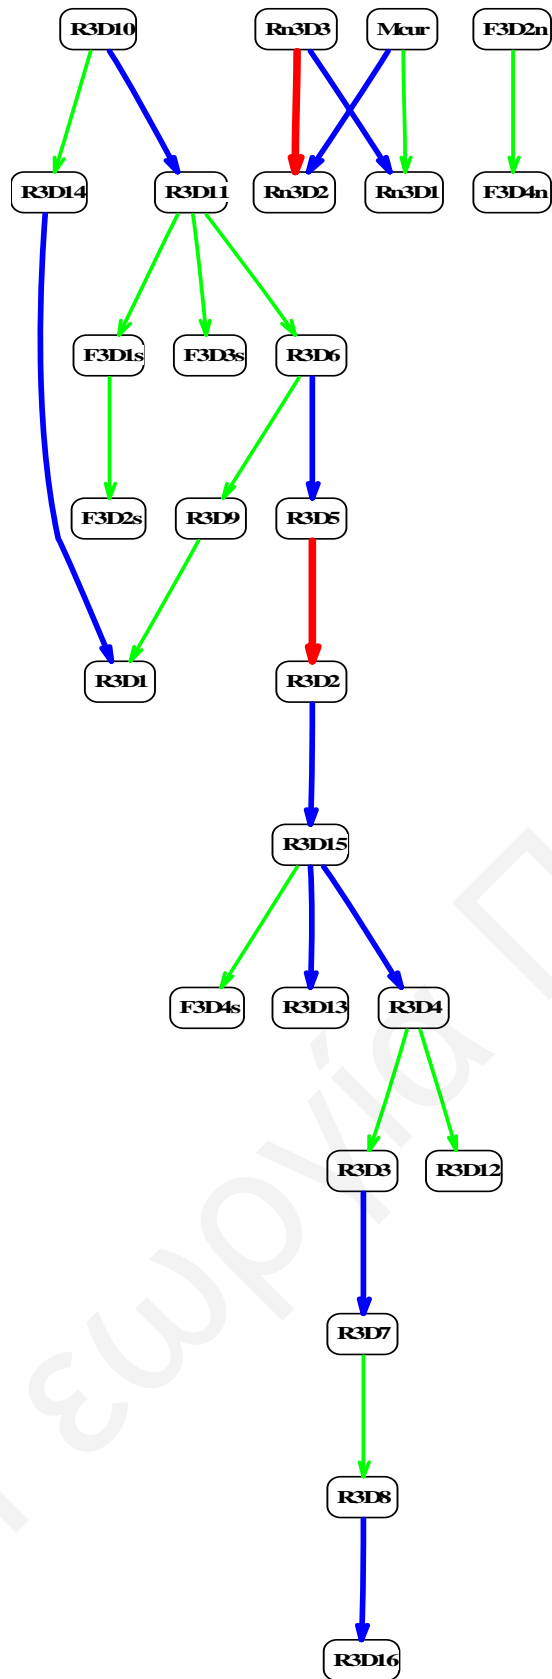 R3D10 Rn3D3 Mcur F3D2n
R3D14 R3D11 Rn3D2 Rn3D1 F3D4n
F3D1s F3D3s R3D6
F3D2s R3D9 R3D5
R3D1 R3D2
R3D15
F3D4s R3D13 R3D4
R3D3 R3D12
R3D7
R3D8
R3D16